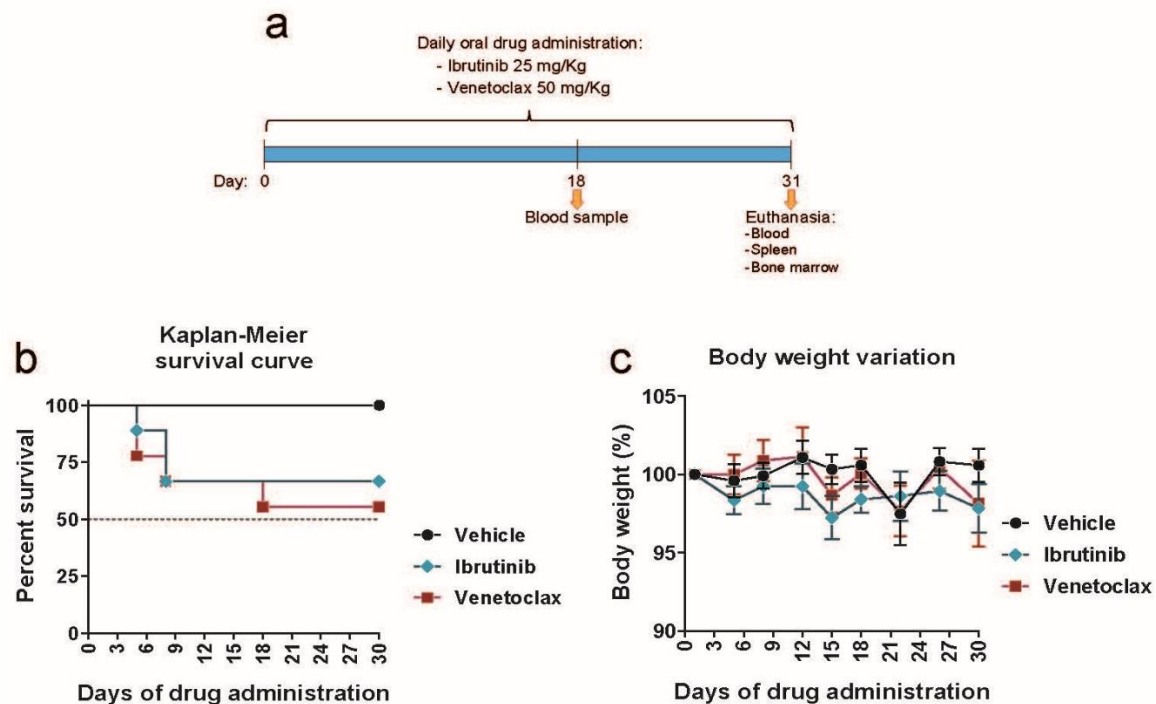 a
Daily oral drug administration:
- Ibrutinib 25 mg/Kg
- Venetoclax 50 mg/Kg
Day: 0 18 31
Blood sample
Euthanasia:
-Blood
-Spleen
-Bone marrow
b
Kaplan-Meier
survival curve
Percent survival
100
75
50
25
0
0 3 6 9 12 15 18 21 24 27 30
Days of drug administration
Vehicle
Ibrutinib
Venetoclax
c
Body weight variation
Body weight (%)
105
100
95
90
0 3 6 9 12 15 18 21 24 27 30
Days of drug administration
Vehicle
Ibrutinib
Venetoclax